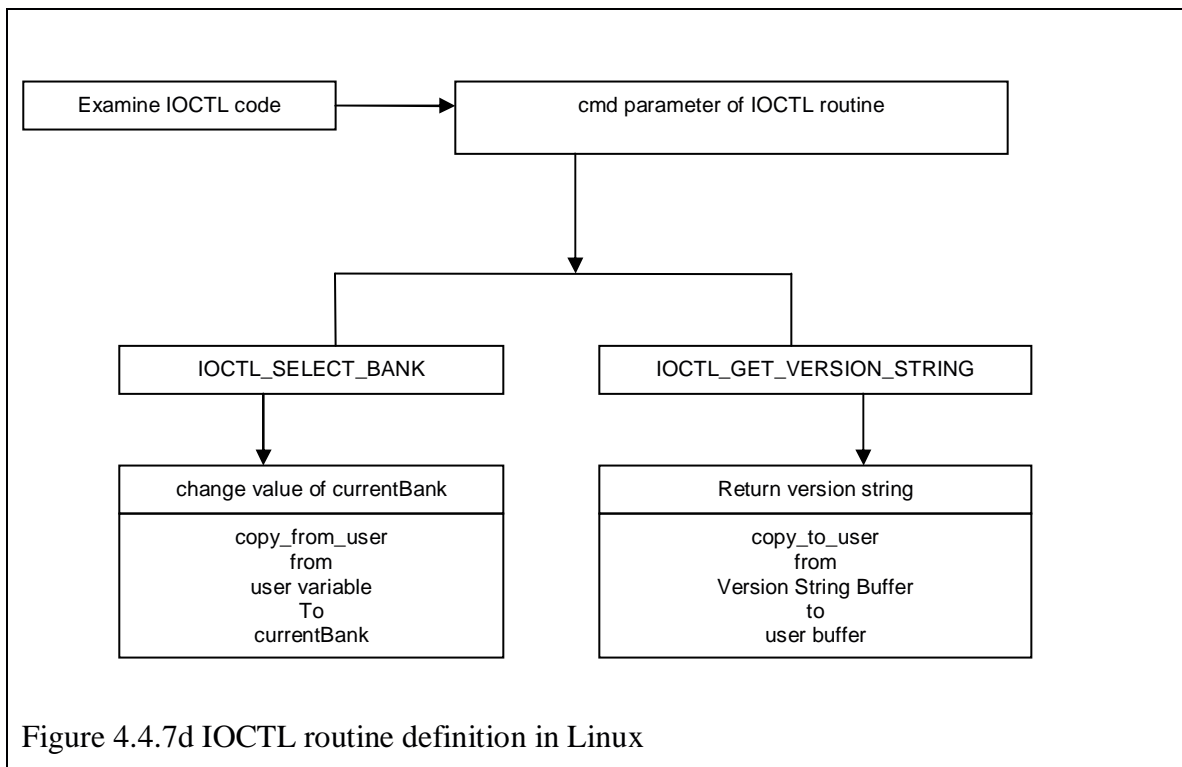 Examine IOCTL code
cmd parameter of IOCTL routine
IOCTL_SELECT_BANK
IOCTL_GET_VERSION_STRING
change value of currentBank
copy_from_user
from
user variable
To
currentBank
Return version string
copy_to_user
from
Version String Buffer
to
user buffer
Figure 4.4.7d IOCTL routine definition in Linux